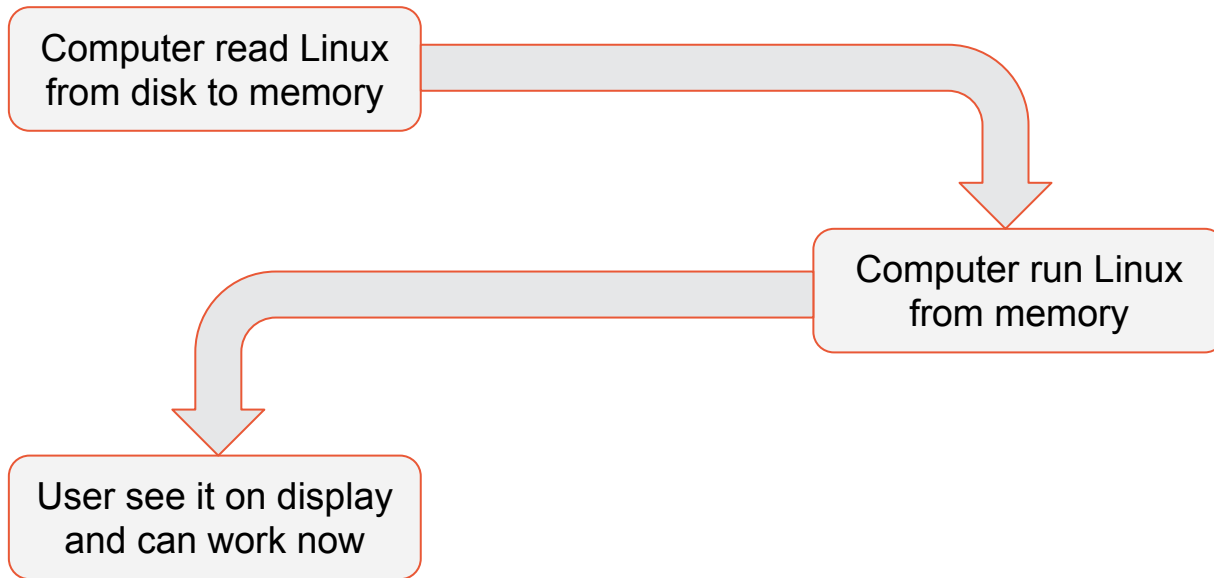 Computer read Linux
from disk to memory
Computer run Linux
from memory
User see it on display
and can work now